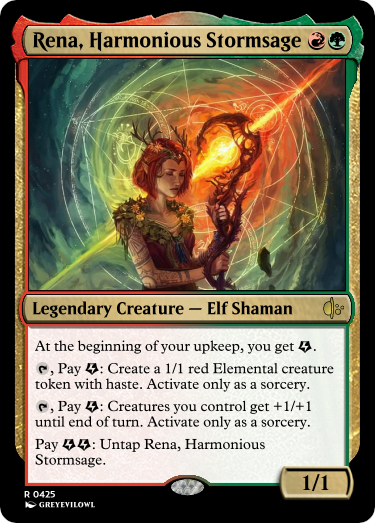 Rena, Harmonious Stormsage
Legendary Creature — Elf Shaman
At the beginning of your upkeep, you get .
, Pay : Create a 1/1 red Elemental creature
token with haste. Activate only as a sorcery.
, Pay : Creatures you control get +1/+1
until end of turn. Activate only as a sorcery.
Pay : Untap Rena, Harmonious
Stormsage.
1/1
R 0425
GREYEVILOWL